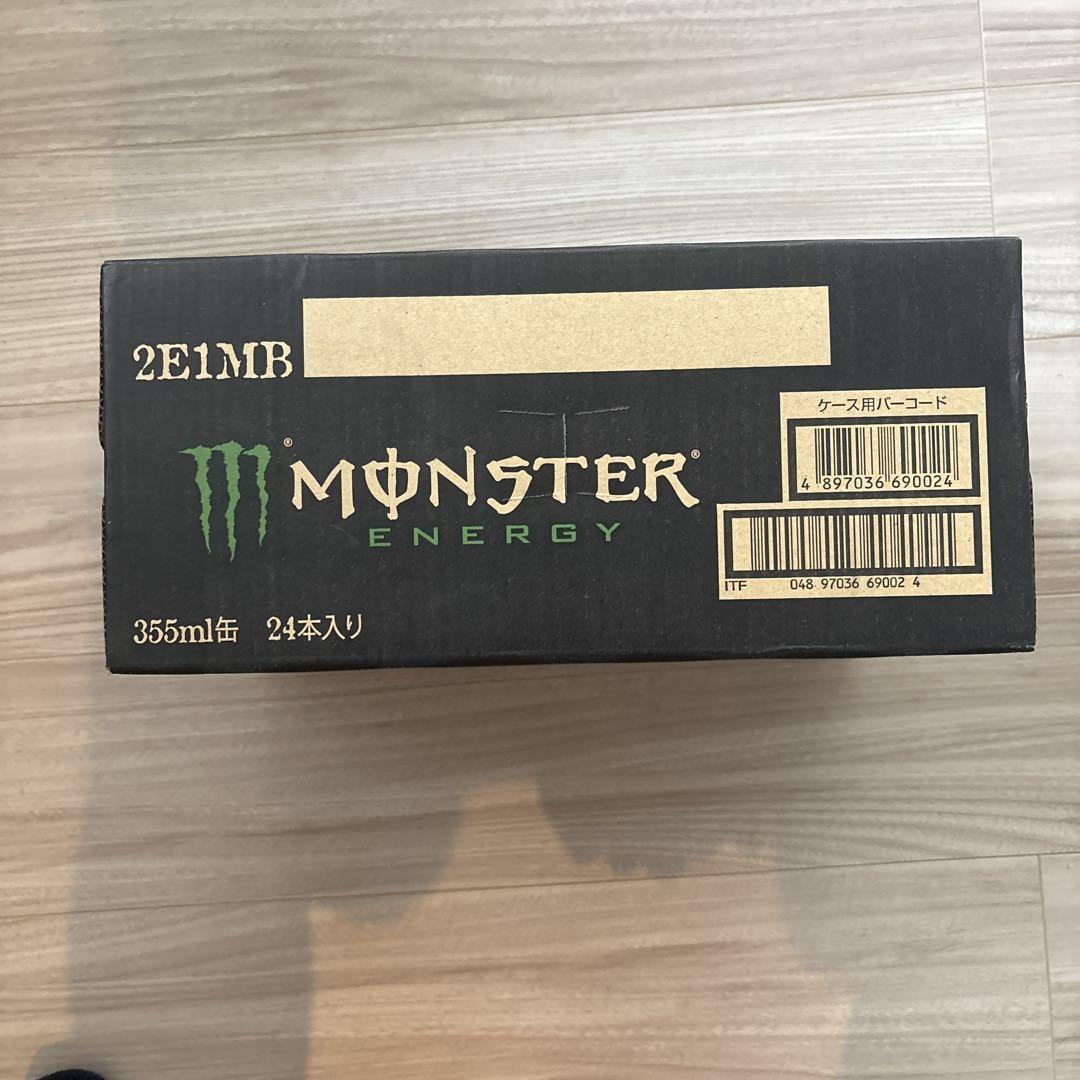 2E1MB
ケース用バーコード
4 897036 690024
MONSTER
ENERGY
ITF 048 97036 69002 4
355ml缶 24本入り